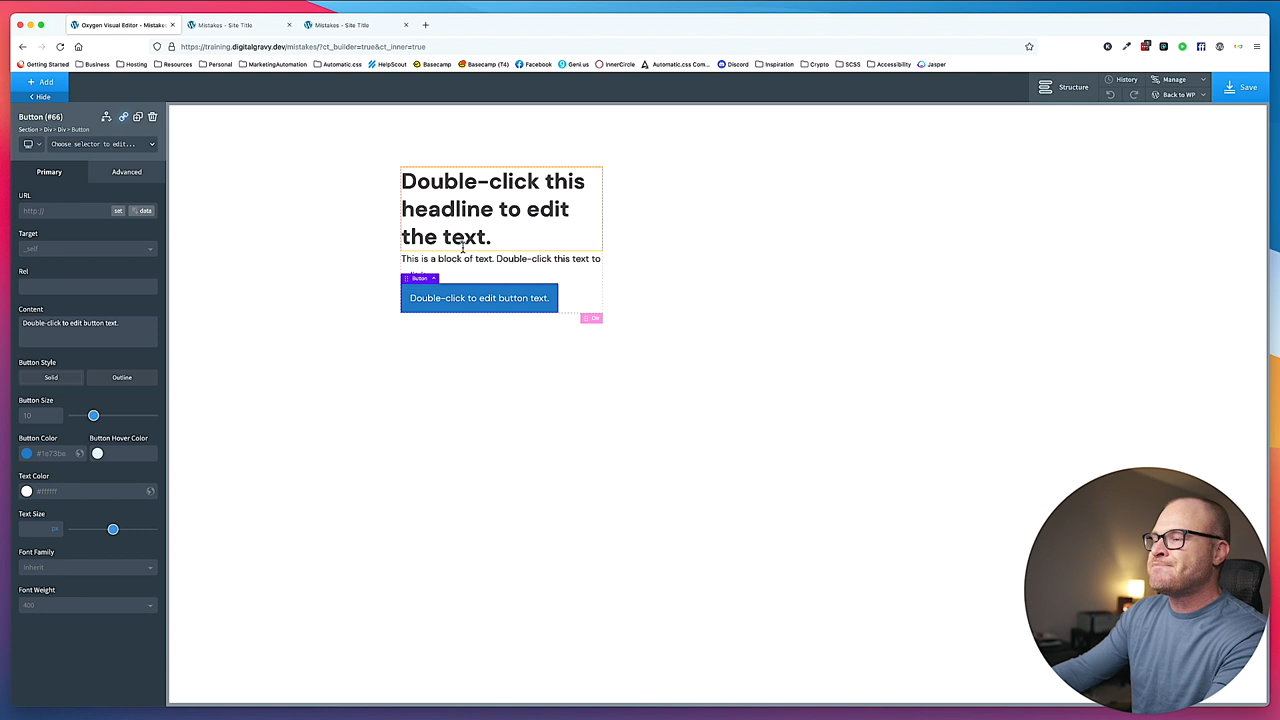 Oxygen Visual Editor - Mistake
Mistakes - Site Title
Mistakes - Site Title
https://training.digitalgravy.dev/mistakes/?ct_builder=true&ct_inner=true
Getting Started Business Hosting Resources Personal MarketingAutomation Automatic.css HelpScout Basecamp Basecamp (T4) Facebook Geni.us InnerCircle Automatic.css Com... Discord Inspiration Crypto SCSS Accessibility Jasper
+ Add
< Hide
Structure
History
Manage
Back to WP
Save
Button (#66)
Section > Div > Div > Button
Choose selector to edit...
Primary
Advanced
URL
http://
set
data
Target
_self
Rel
Content
Double-click to edit button text.
Button Style
Solid
Outline
Button Size
10
Button Color
Button Hover Color
#1e73be
Text Color
#ffffff
Text Size
px
Font Family
Inherit
Font Weight
400
Double-click this
headline to edit
the text.
This is a block of text. Double-click this text to
Button
Double-click to edit button text.
Div